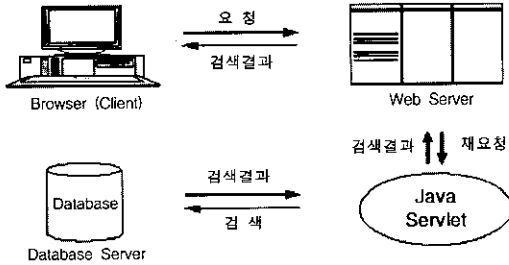 요 청
검색결과
Browser (Client)
Web Server
검색결과
재요청
검색결과
Database
검 색
Java
Servlet
Database Server